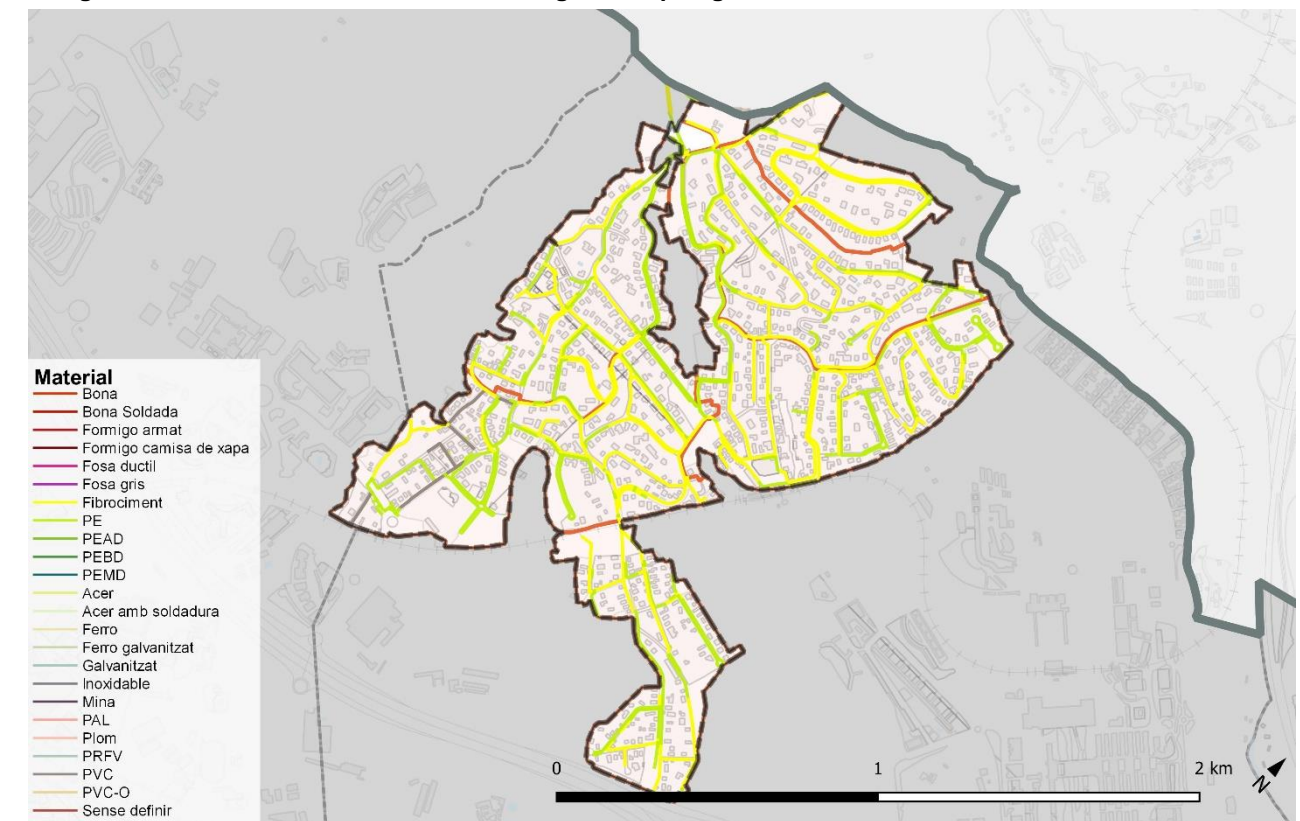 Material
Bona
Bona Soldada
Formigo armat
Formigo camisa de xapa
Fosa ductil
Fosa gris
Fibrociment
PE
PEAD
PEBD
PEMD
Acer
Acer amb soldadura
Ferro
Ferro galvanitzat
Galvanitzat
Inoxidable
Mina
PAL
Plom
PRFV
PVC
PVC-O
Sense definir
0 1 2 km
N